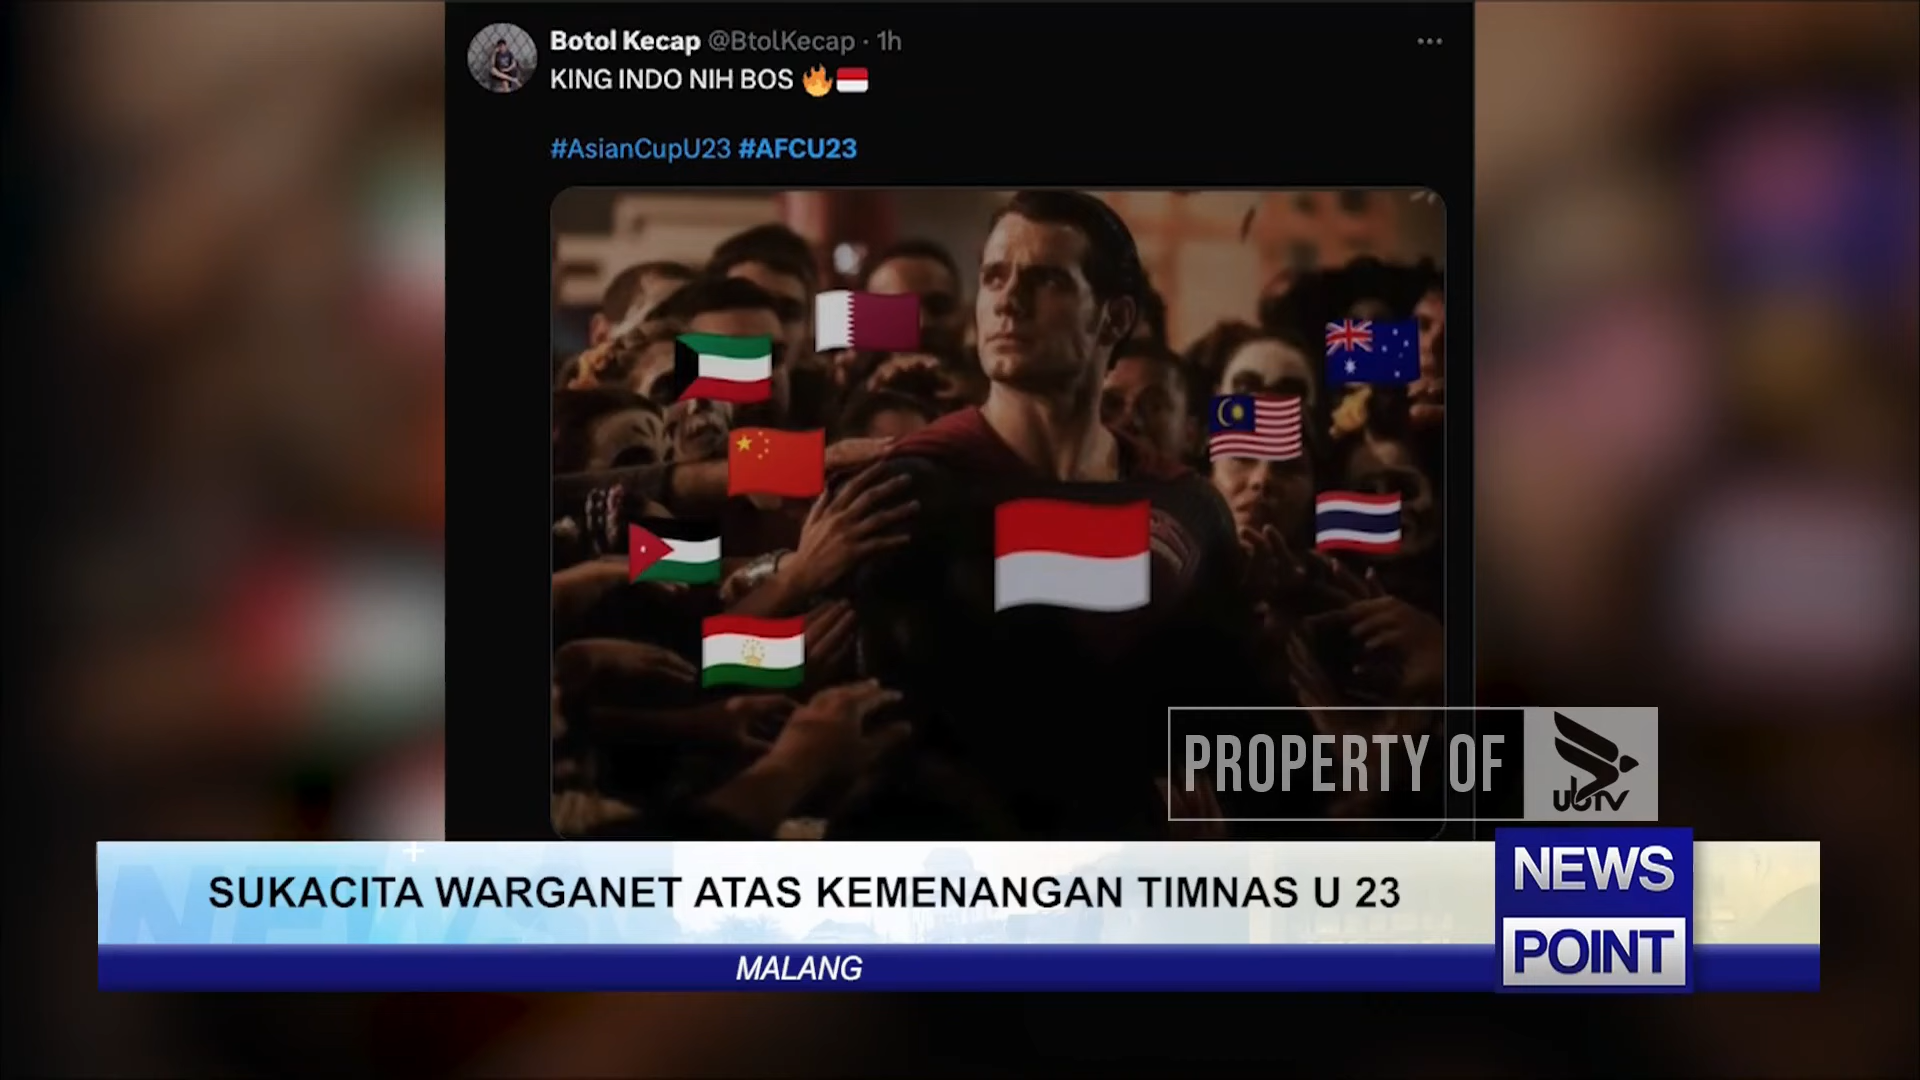 Botol Kecap @BtolKecap · 1h
KING INDO NIH BOS 🔥🇮🇩
#AsianCupU23 #AFCU23
PROPERTY OF
UBTV
SUKACITA WARGANET ATAS KEMENANGAN TIMNAS U 23
NEWS
POINT
MALANG